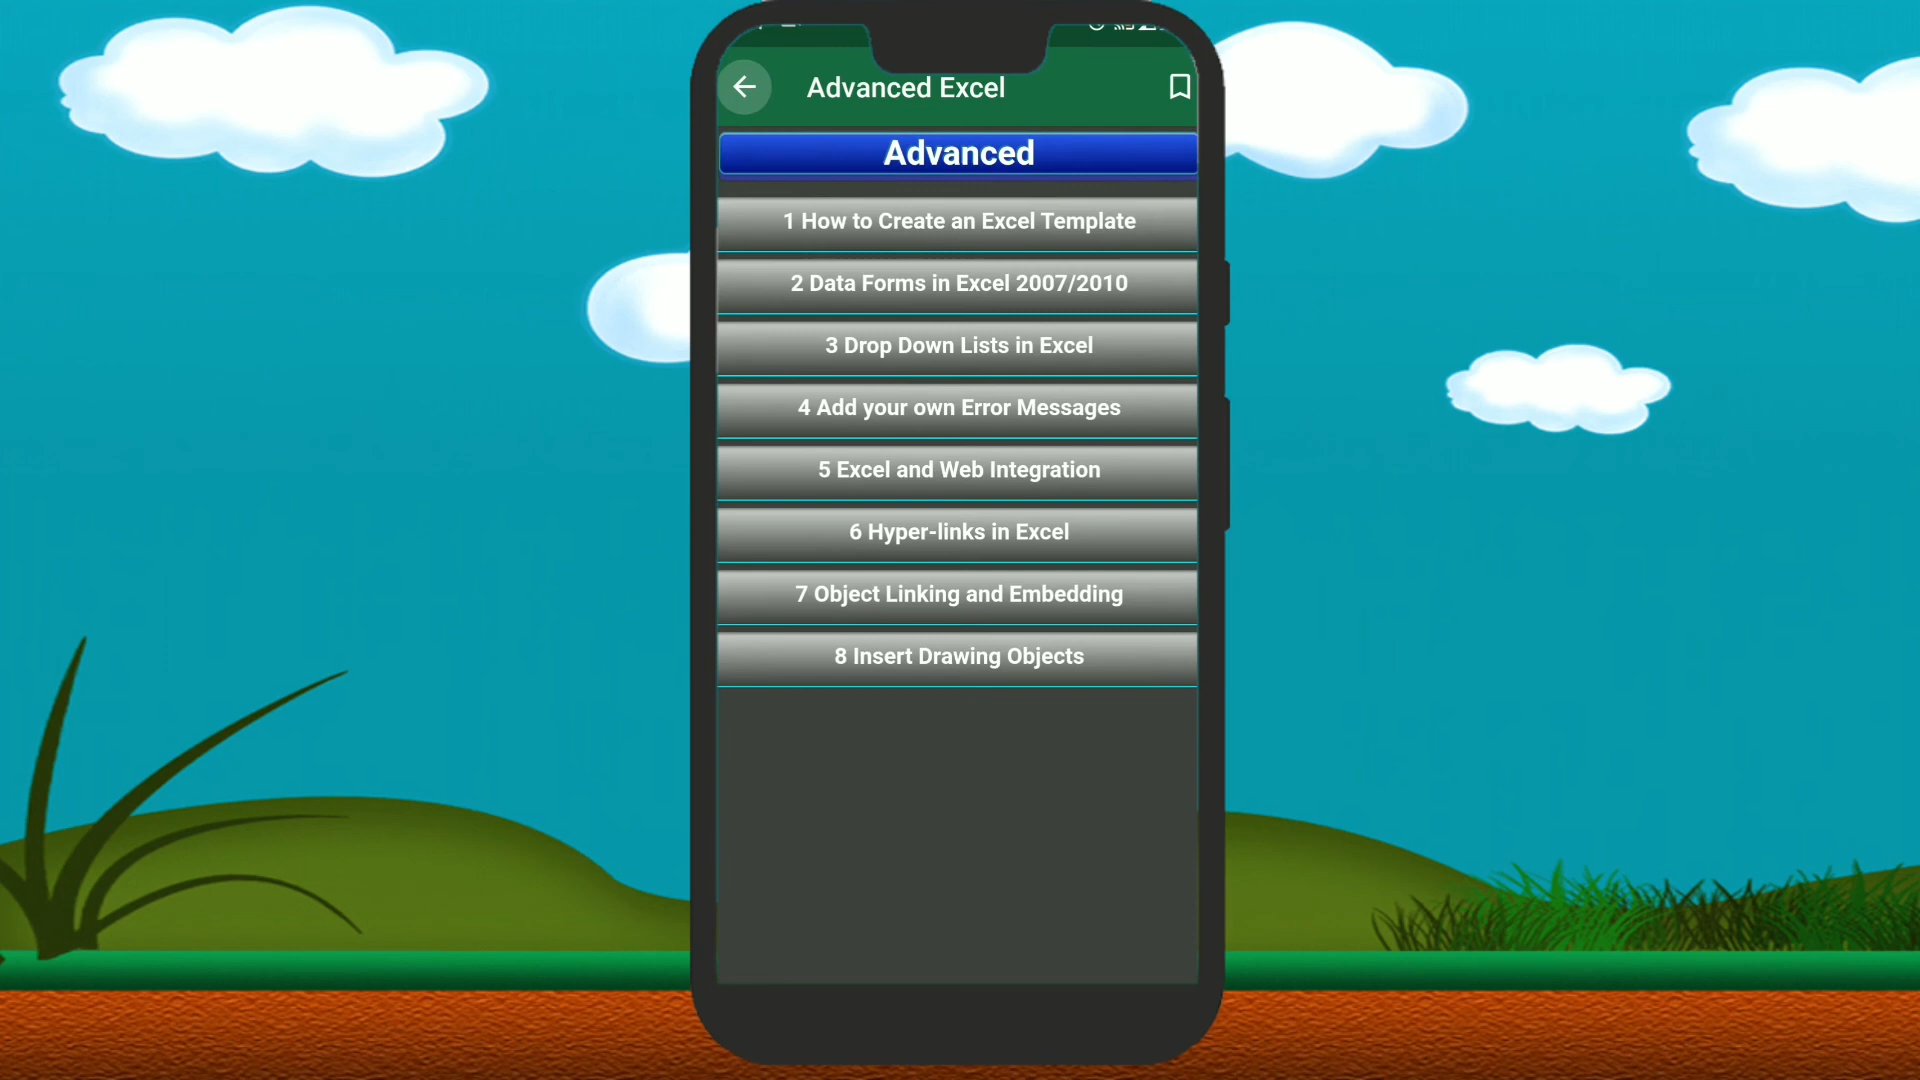 Advanced Excel
Advanced
1 How to Create an Excel Template
2 Data Forms in Excel 2007/2010
3 Drop Down Lists in Excel
4 Add your own Error Messages
5 Excel and Web Integration
6 Hyper-links in Excel
7 Object Linking and Embedding
8 Insert Drawing Objects